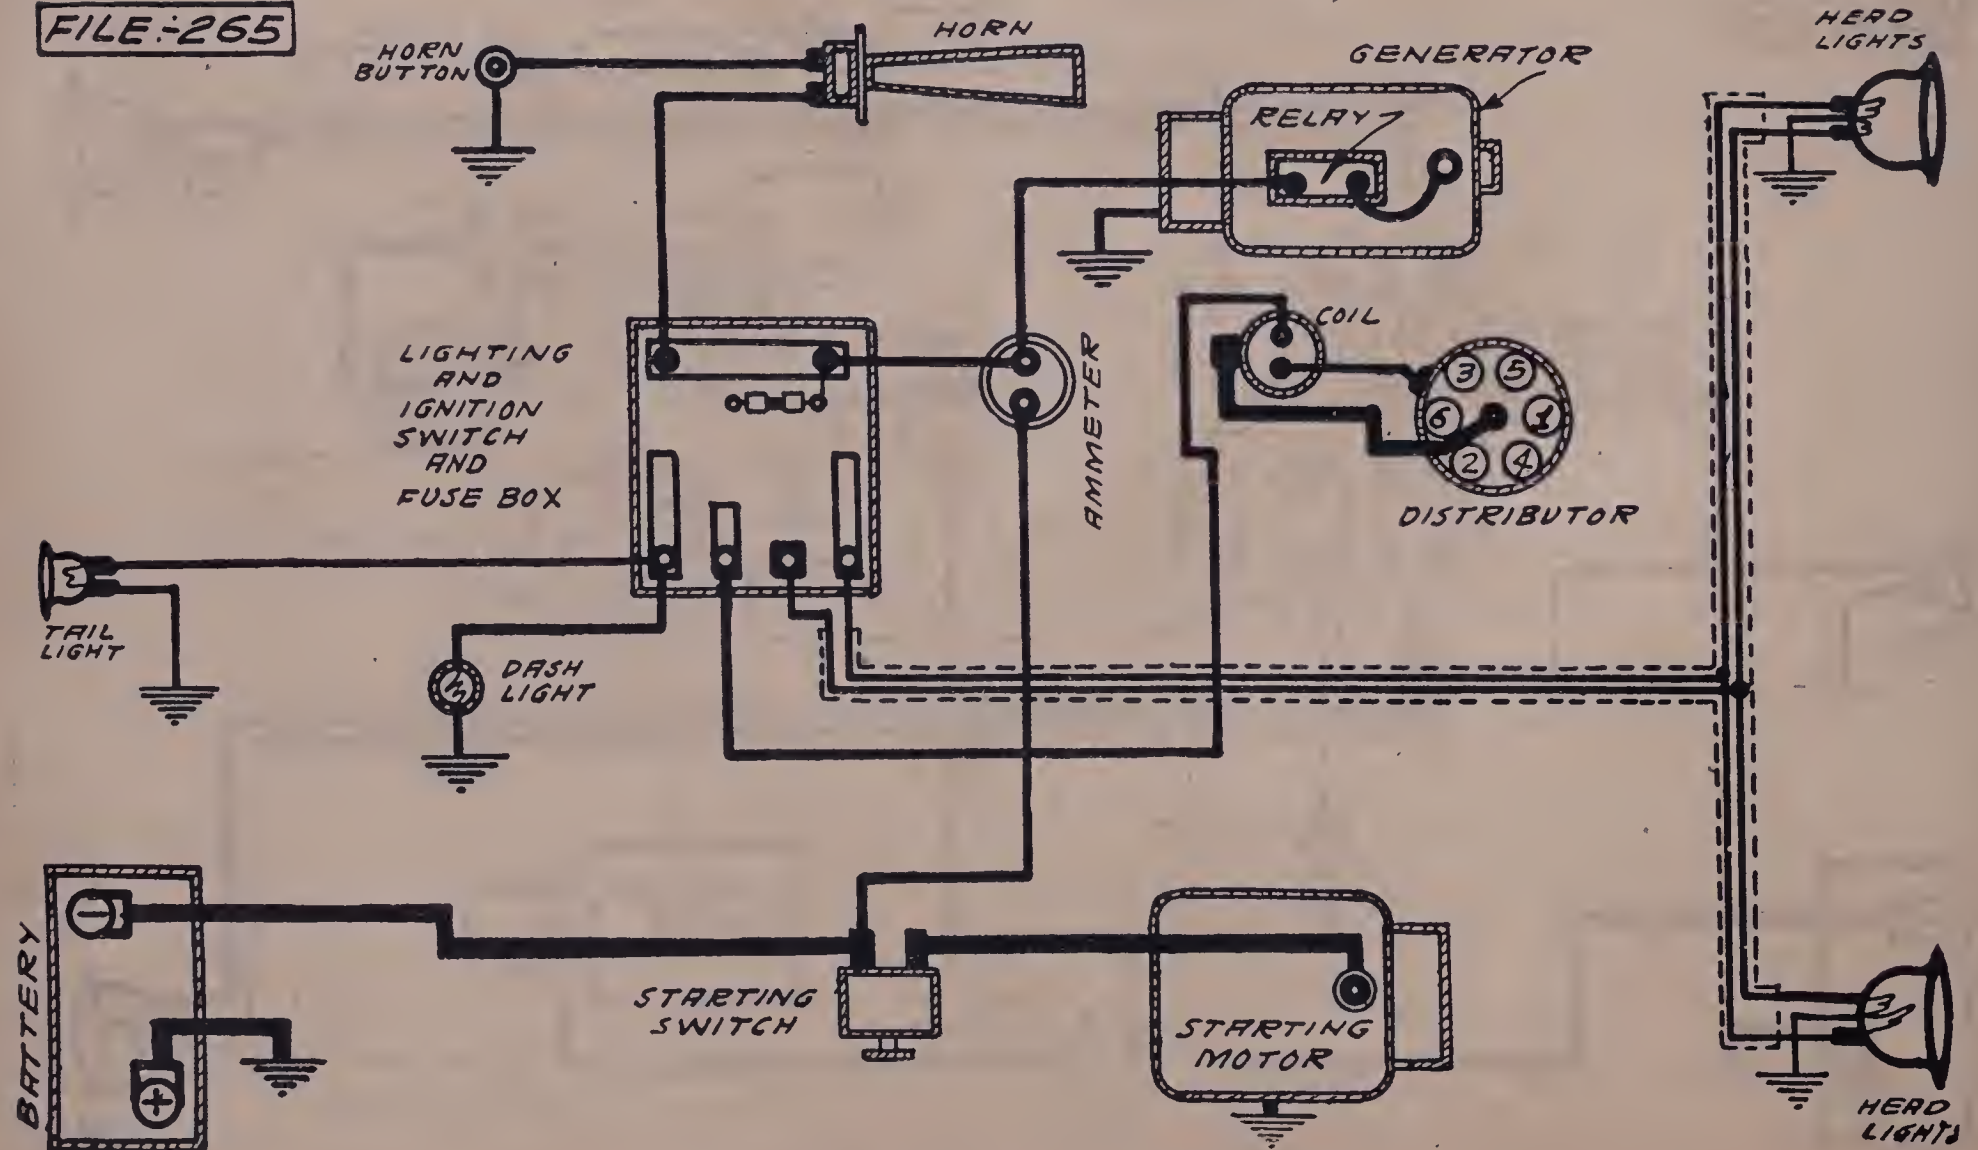 FILE:-265
HORN
BUTTON
HORN
GENERATOR
RELAY
HEAD
LIGHTS
LIGHTING
AND
IGNITION
SWITCH
AND
FUSE BOX
AMMETER
COIL
3
5
6
1
2
4
DISTRIBUTOR
TAIL
LIGHT
DASH
LIGHT
BATTERY
−
+
STARTING
SWITCH
STARTING
MOTOR
HEAD
LIGHTS